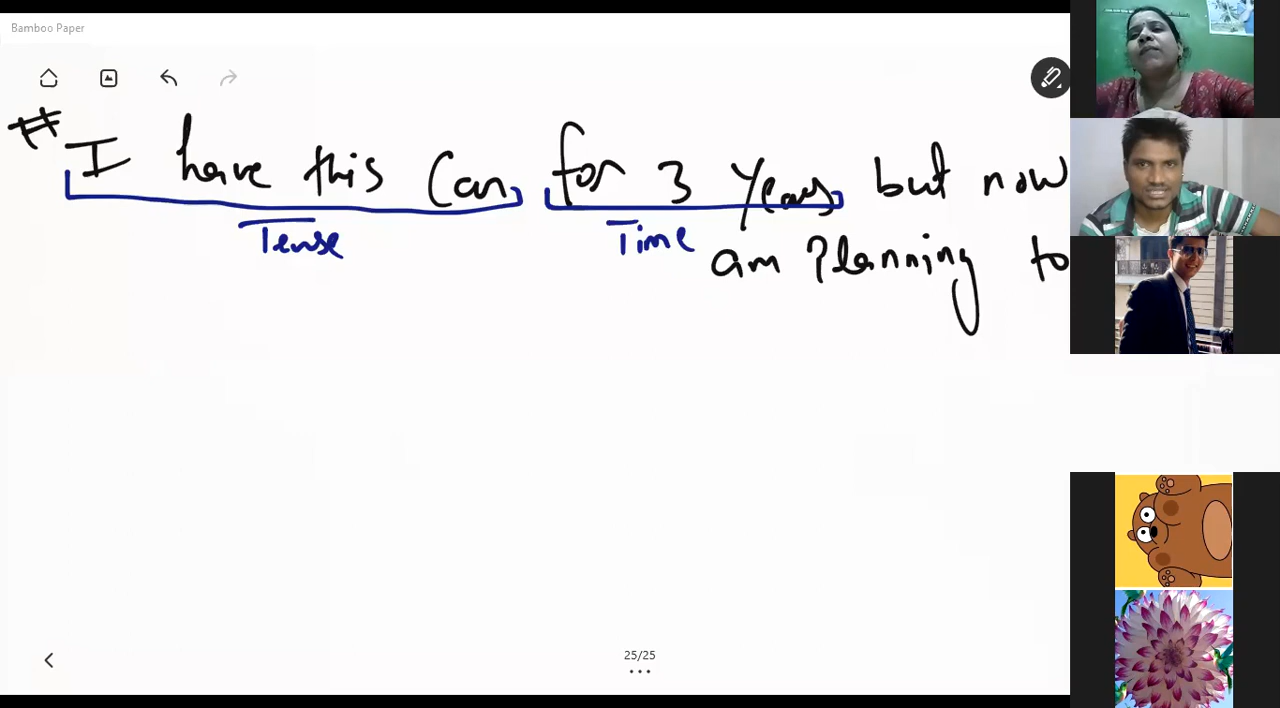 Bamboo Paper
# I have this Car for 3 Years but now
Tense Time
am Planning to
25/25